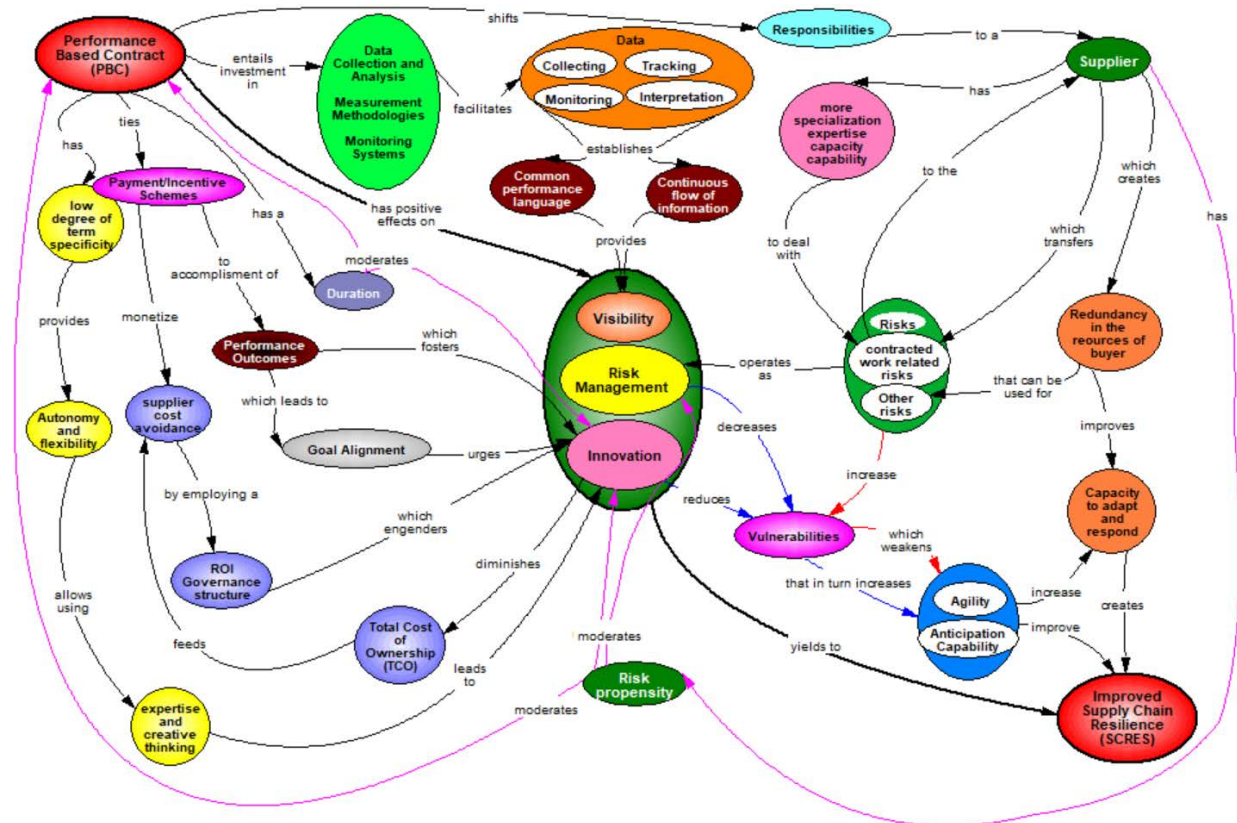 shifts
Performance
Based Contract
(PBC)
entails
investment
in
Data
Collection and
Analysis
Measurement
Methodologies
Monitoring
Systems
facilitates
Data
Collecting
Tracking
Monitoring
Interpretation
Responsibilities
to a
Supplier
has
more
specialization
expertise
capacity
capability
establishes
Common
performance
language
Continuous
flow of
information
provides
to the
which
creates
which
transfers
has
to deal
with
has
ties
Payment/Incentive
Schemes
low
degree of
term
specificity
has a
has positive
effects on
to
accomplisment of
moderates
Duration
provides
monetize
Performance
Outcomes
which
fosters
which leads to
Goal Alignment
urges
Visibility
Risk
Management
Innovation
operates
as
Risks
contracted
work related
risks
Other
risks
Redundancy
in the
reources of
buyer
that can be
used for
improves
Autonomy
and
flexibility
supplier
cost
avoidance
by employing a
which
engenders
ROI
Governance
structure
decreases
reduces
increase
Vulnerabilities
which
weakens
that in turn increases
Capacity
to adapt
and
respond
Agility
Anticipation
Capability
increase
improve
creates
allows
using
feeds
diminishes
Total Cost
of
Ownership
(TCO)
leads
to
moderates
moderates
Risk
propensity
yields to
expertise
and
creative
thinking
Improved
Supply Chain
Resilience
(SCRES)